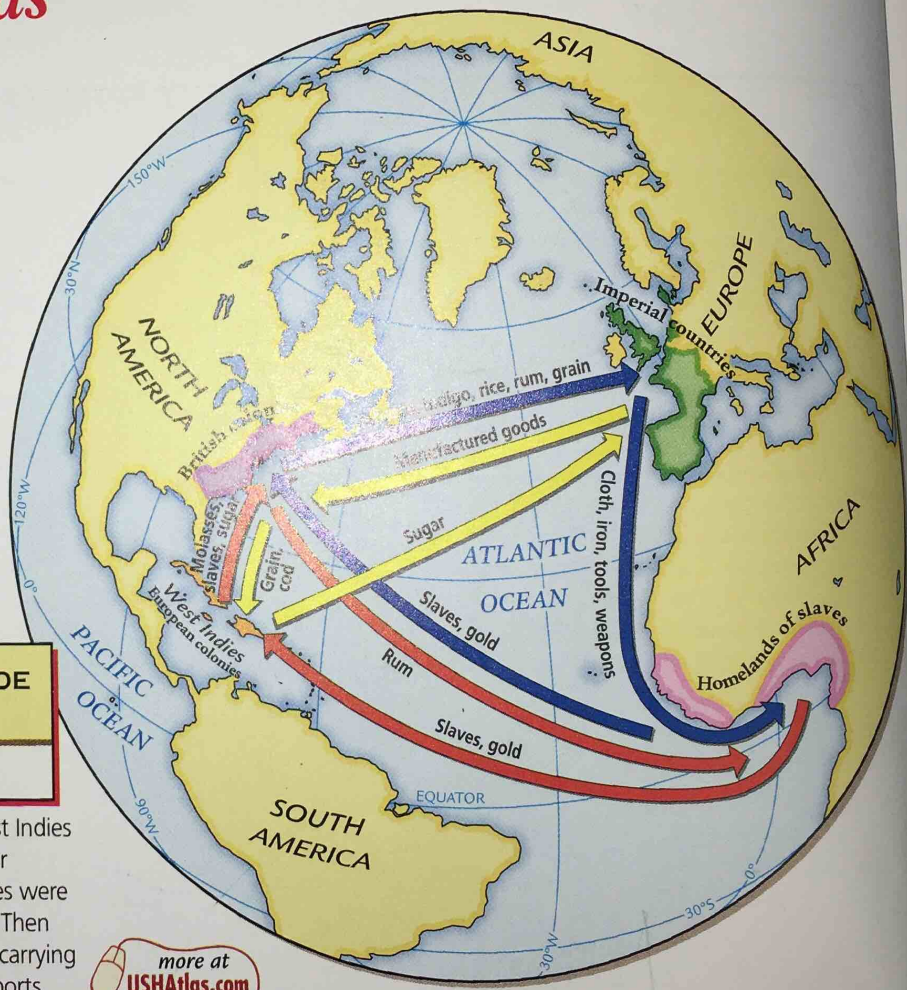 ASIA
150°W
30°N
EUROPE
Imperial countries
NORTH
AMERICA
rice, rum, grain
British
Manufactured goods
120°W
Cloth, iron, tools, weapons
Sugar
ATLANTIC
OCEAN
AFRICA
Molasses,
slaves,
Grain,
cod
0°
West Indies
European colonies
Slaves, gold
Rum
Homelands of slaves
PACIFIC
OCEAN
DE
Slaves, gold
EQUATOR
90°W
SOUTH
AMERICA
st Indies
r
es were
Then
carrying
ports
0°
30°S
30°W
more at
USHAtlas.com